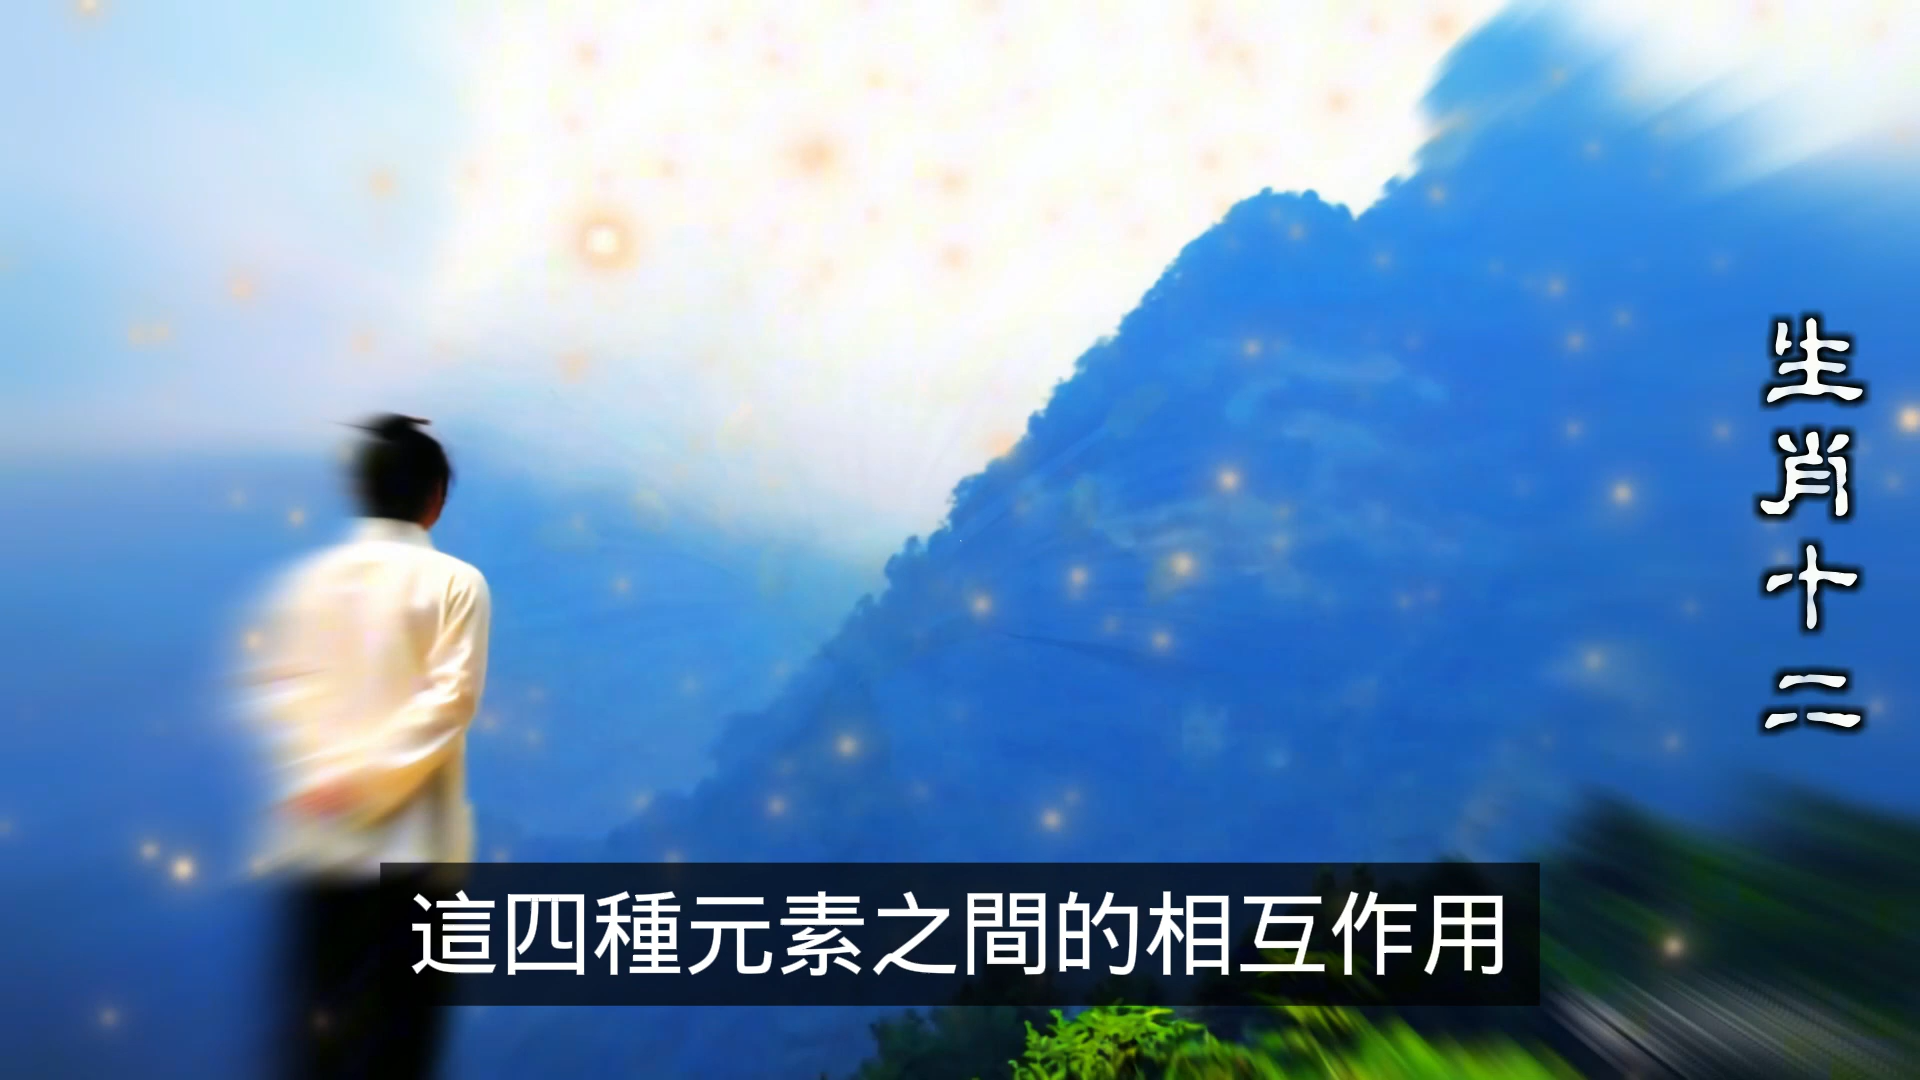 生肖十二
這四種元素之間的相互作用